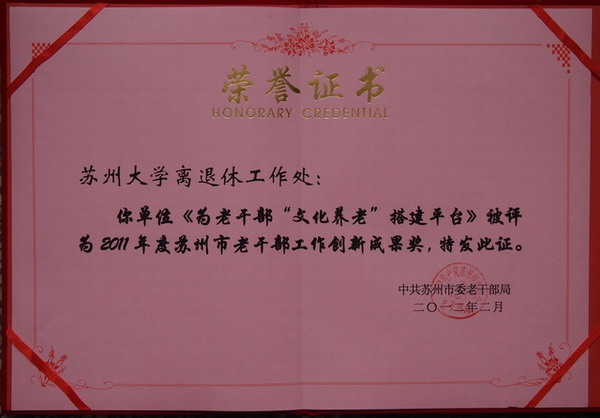 荣誉证书
HONORARY CREDENTIAL
苏州大学离退休工作处：
你单位《为老干部“文化养老”搭建平台》被评
为2011年度苏州市老干部工作创新成果奖，特发此证。
中共苏州市委老干部局
二〇一二年二月